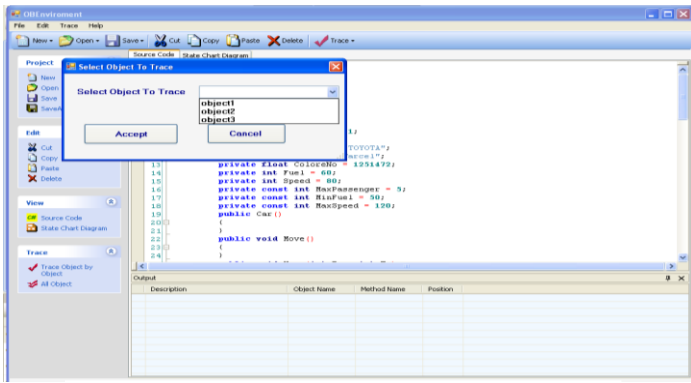 OBEnviroment
File Edit Trace Help
New Open Save Cut Copy Paste Delete Trace
Source Code State Chart Diagram
Project
New
Open
Save
Edit
Cut
Copy
Paste
Delete
View
Source Code
State Chart Diagram
Trace
Trace Object by
Object
All Object
Select Object To Trace
Select Object To Trace
object1
object2
object3
Accept Cancel
1;
TOYOTA";
13 private float ColoreNo = 1251472;
14 private int Fuel = 60;
15 private int Speed = 80;
16 private const int MaxPassenger = 5;
17 private const int MinFuel = 50;
18 private const int MaxSpeed = 120;
19 public Car()
20 {
21 }
22 public void Move()
23 {
24 }
Output
Description Object Name Method Name Position